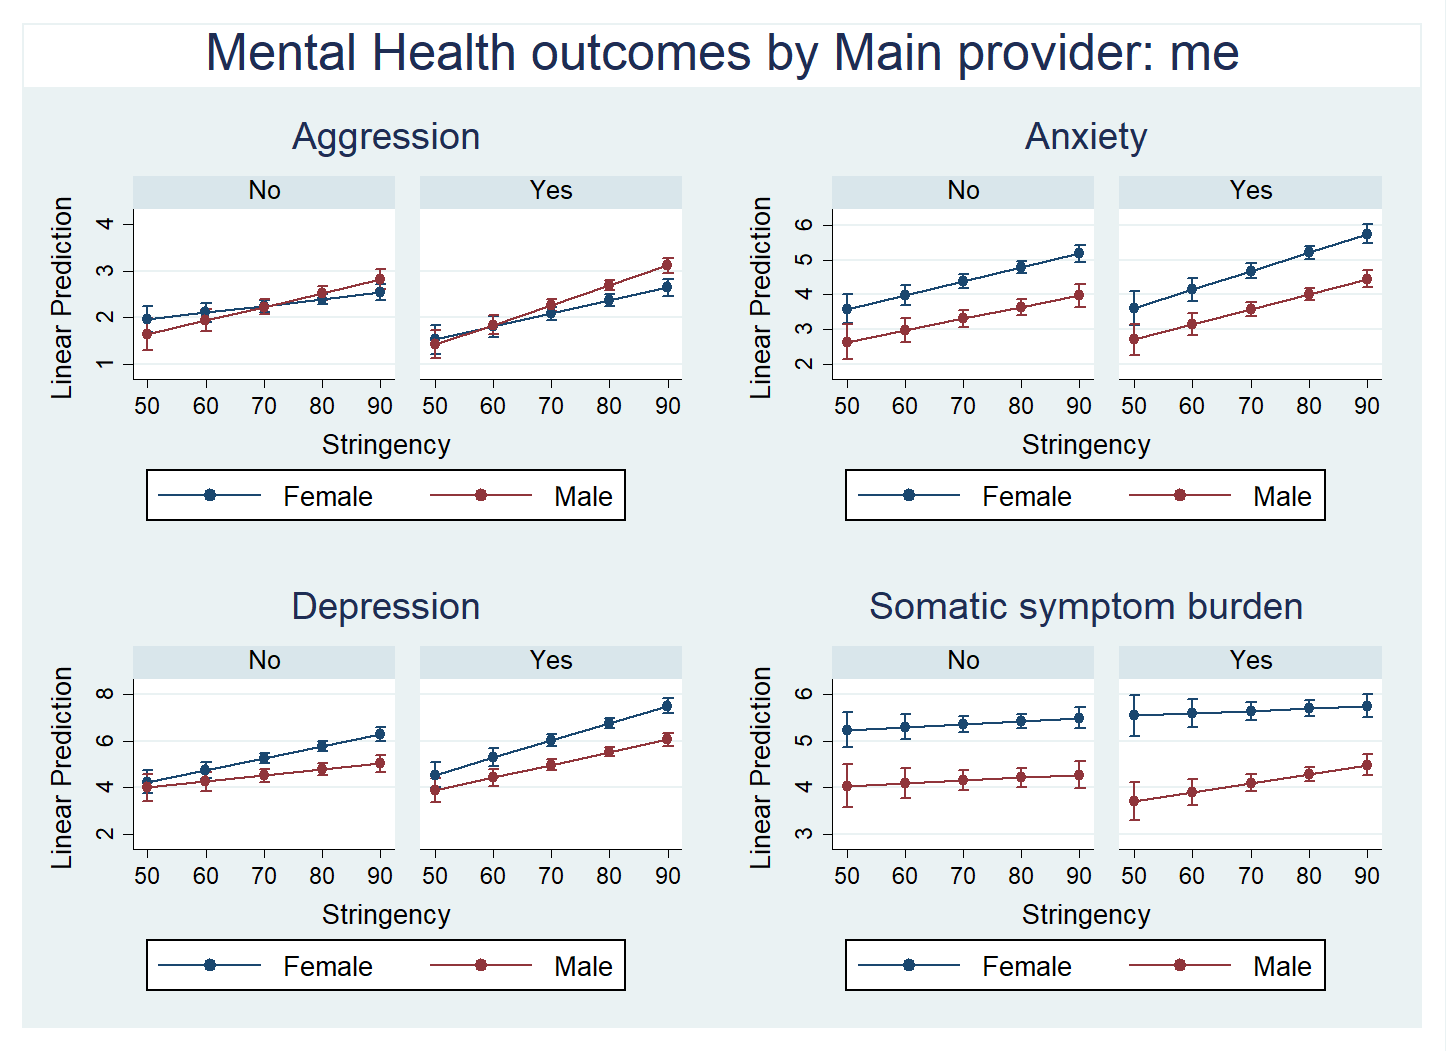 Mental Health outcomes by Main provider: me
Aggression
No Yes
Linear Prediction
4
3
2
1
50 60 70 80 90 50 60 70 80 90
Stringency
Female Male
Anxiety
No Yes
Linear Prediction
6
5
4
3
2
50 60 70 80 90 50 60 70 80 90
Stringency
Female Male
Depression
No Yes
Linear Prediction
8
6
4
2
50 60 70 80 90 50 60 70 80 90
Stringency
Female Male
Somatic symptom burden
No Yes
Linear Prediction
6
5
4
3
50 60 70 80 90 50 60 70 80 90
Stringency
Female Male